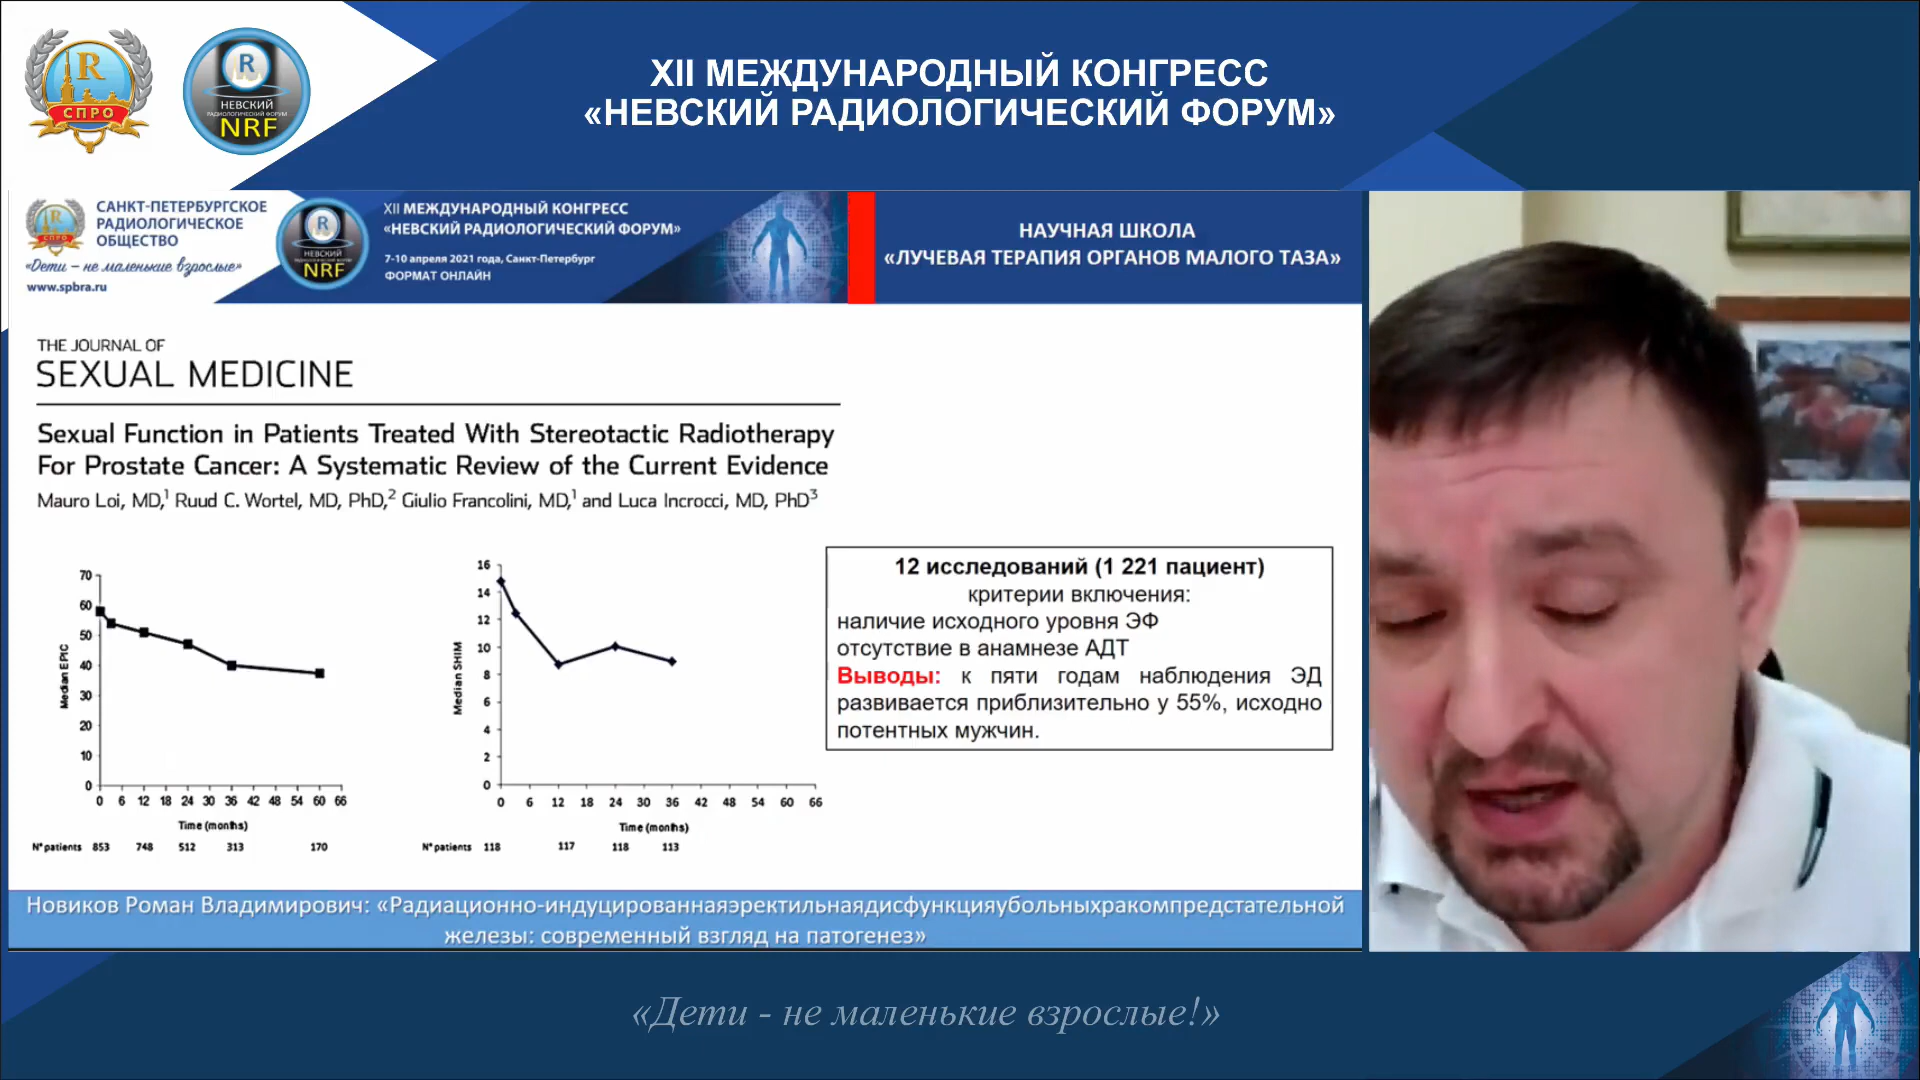 R
СПРО
R
НЕВСКИЙ
РАДИОЛОГИЧЕСКИЙ ФОРУМ
NRF
XII МЕЖДУНАРОДНЫЙ КОНГРЕСС
«НЕВСКИЙ РАДИОЛОГИЧЕСКИЙ ФОРУМ»
САНКТ-ПЕТЕРБУРГСКОЕ
РАДИОЛОГИЧЕСКОЕ
ОБЩЕСТВО
«Дети – не маленькие взрослые»
www.spbra.ru
R
НЕВСКИЙ
NRF
XII МЕЖДУНАРОДНЫЙ КОНГРЕСС
«НЕВСКИЙ РАДИОЛОГИЧЕСКИЙ ФОРУМ»
7-10 апреля 2021 года, Санкт-Петербург
ФОРМАТ ОНЛАЙН
НАУЧНАЯ ШКОЛА
«ЛУЧЕВАЯ ТЕРАПИЯ ОРГАНОВ МАЛОГО ТАЗА»
THE JOURNAL OF
SEXUAL MEDICINE
Sexual Function in Patients Treated With Stereotactic Radiotherapy
For Prostate Cancer: A Systematic Review of the Current Evidence
Mauro Loi, MD,1 Ruud C. Wortel, MD, PhD,2 Giulio Francolini, MD,1 and Luca Incrocci, MD, PhD3
Median EPIC
70
60
50
40
30
20
10
0
0 6 12 18 24 30 36 42 48 54 60 66
Time (months)
N° patients 853 748 512 313 170
Median SHIM
16
14
12
10
8
6
4
2
0
0 6 12 18 24 30 36 42 48 54 60 66
Time (months)
N° patients 118 117 118 113
12 исследований (1 221 пациент)
критерии включения:
наличие исходного уровня ЭФ
отсутствие в анамнезе АДТ
Выводы: к пяти годам наблюдения ЭД
развивается приблизительно у 55%, исходно
потентных мужчин.
Новиков Роман Владимирович: «Радиационно-индуцированнаяэректильнаядисфункцияубольныхракомпредстательной
железы: современный взгляд на патогенез»
«Дети - не маленькие взрослые!»